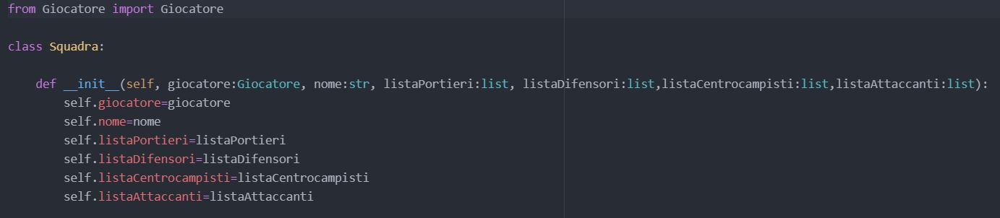 from Giocatore import Giocatore
class Squadra:
def __init__(self, giocatore:Giocatore, nome:str, listaPortieri:list, listaDifensori:list,listaCentrocampisti:list,listaAttaccanti:list):
self.giocatore=giocatore
self.nome=nome
self.listaPortieri=listaPortieri
self.listaDifensori=listaDifensori
self.listaCentrocampisti=listaCentrocampisti
self.listaAttaccanti=listaAttaccanti